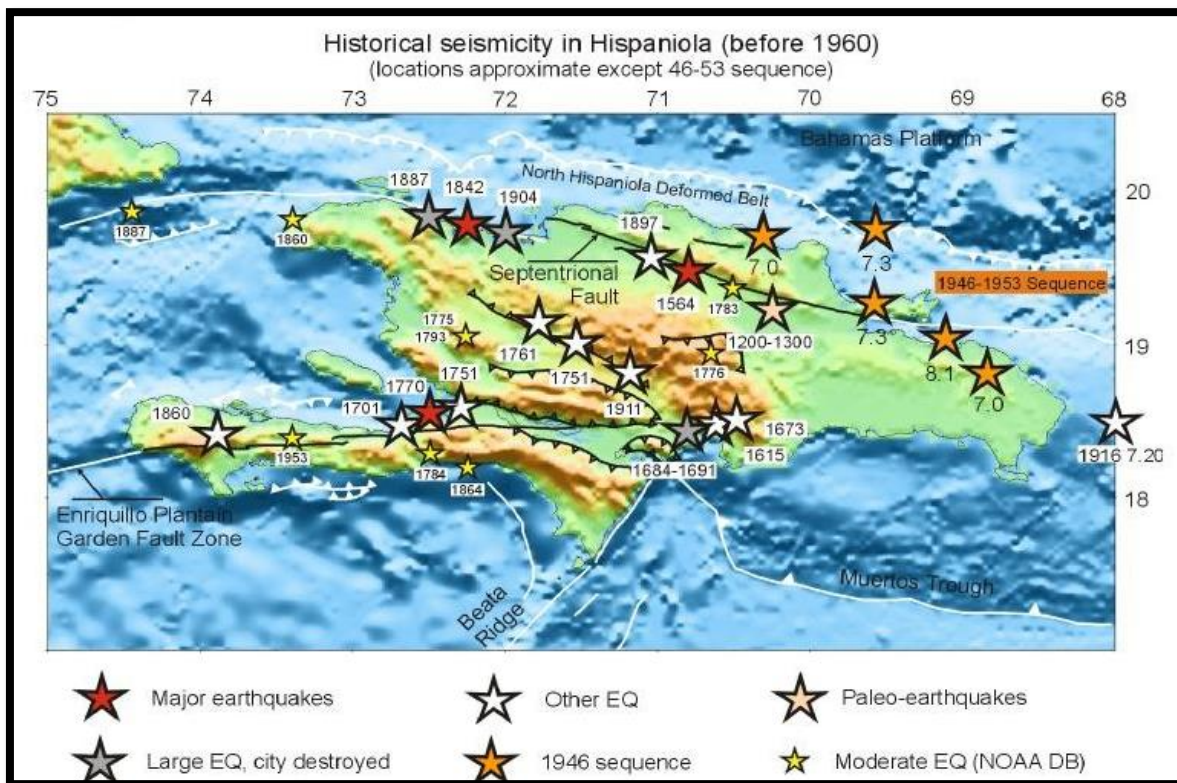 Historical seismicity in Hispaniola (before 1960)
(locations approximate except 46-53 sequence)
75 74 73 72 71 70 69 68
Bahamas Platform
20
North Hispaniola Deformed Belt
1887 1842 1904
1887
1860
1897
7.0
7.3
Septentrional
Fault
1946-1953 Sequence
1564
1783
1200-1300
7.3
1775
1793
1761
1751
1776
19
8.1
7.0
1770
1751
1911
1860
1701
1673
1615
1684-1691
1916 7.20
1953
1784
1864
18
Enriquillo Plantain
Garden Fault Zone
Beata
Ridge
Muertos Trough
Major earthquakes
Other EQ
Paleo-earthquakes
Large EQ, city destroyed
1946 sequence
Moderate EQ (NOAA DB)